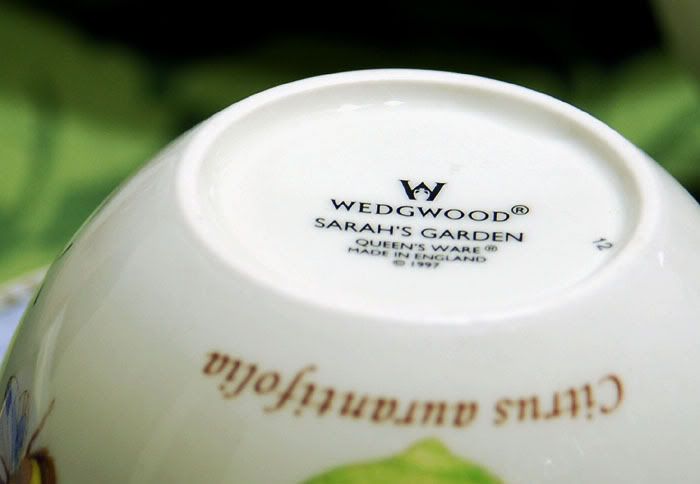 WEDGWOOD®
SARAH'S GARDEN
QUEEN'S WARE®
MADE IN ENGLAND
© 1997
12
Citrus aurantifolia